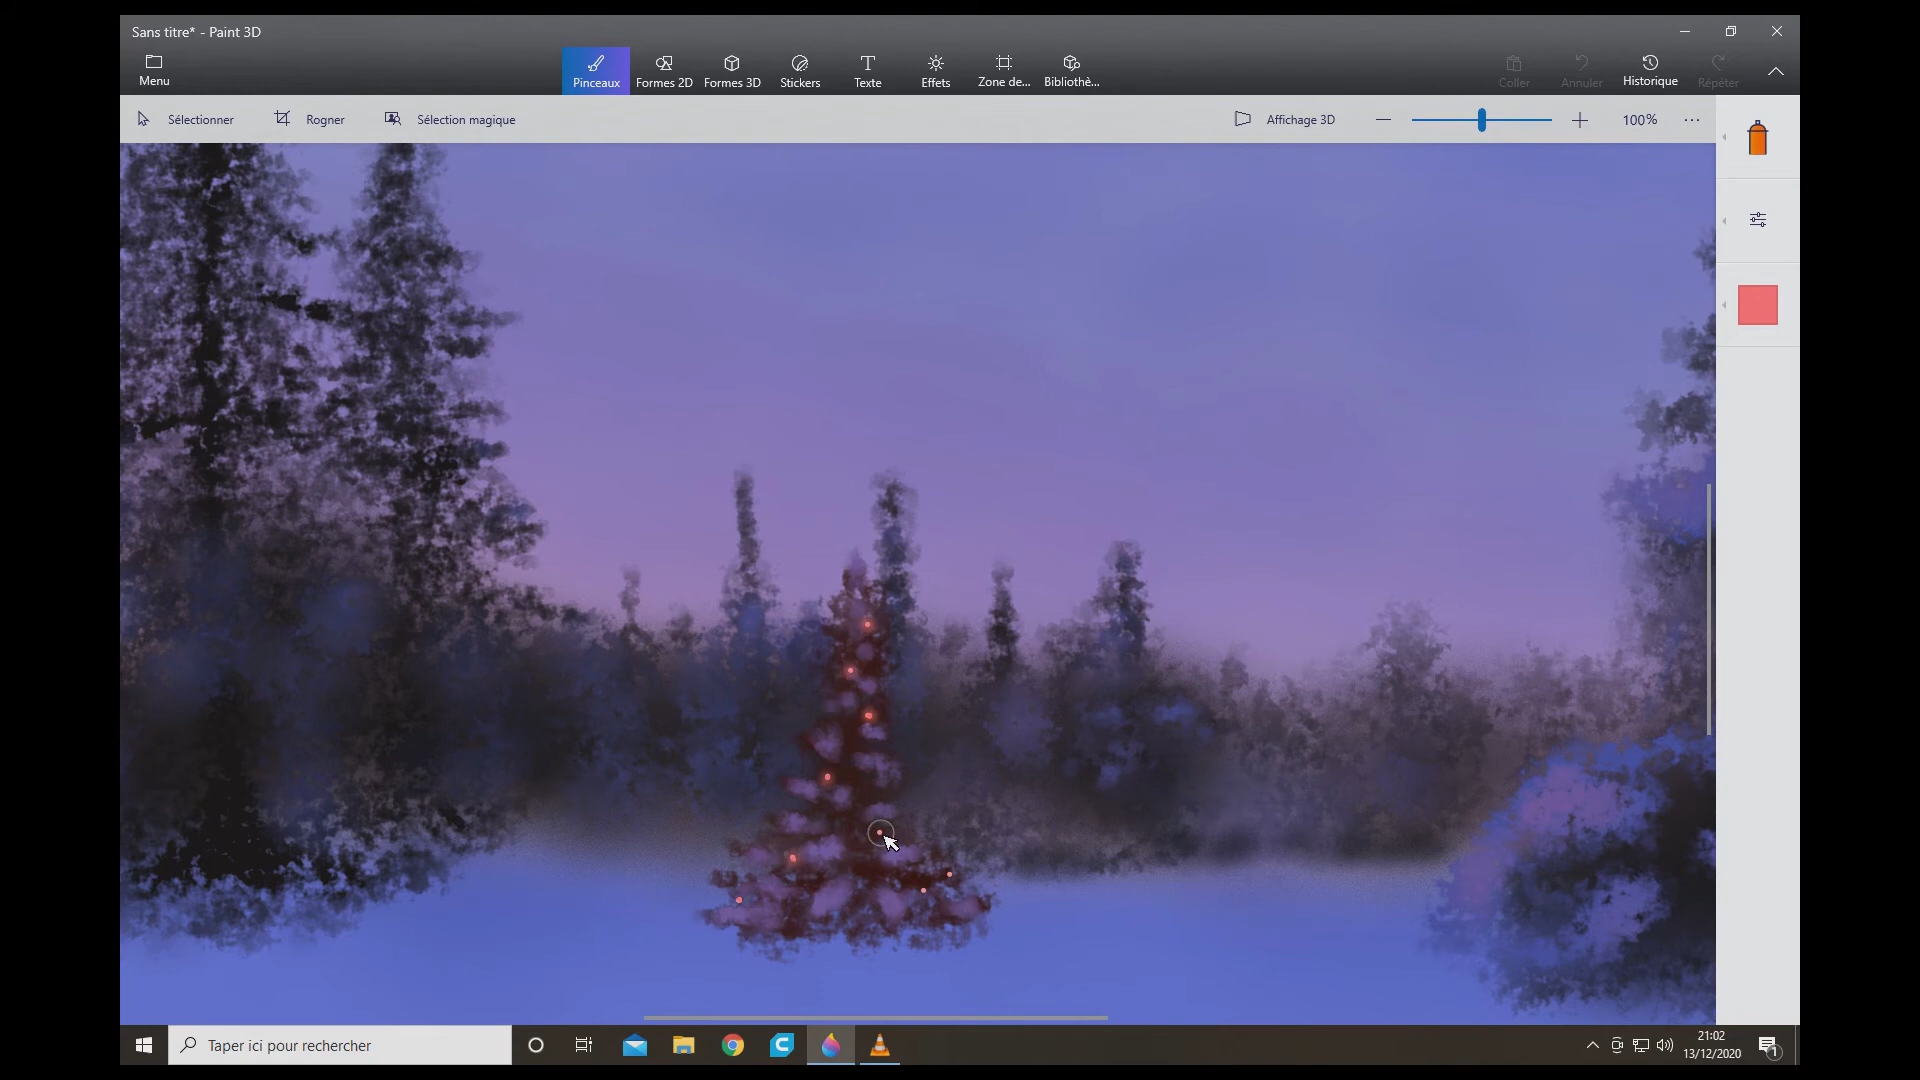 Sans titre* - Paint 3D
Menu
Pinceaux
Formes 2D
Formes 3D
Stickers
Texte
Effets
Zone de...
Bibliothè...
Coller
Annuler
Historique
Répéter
Sélectionner
Rogner
Sélection magique
Affichage 3D
100%
Taper ici pour rechercher
21:02
13/12/2020
1